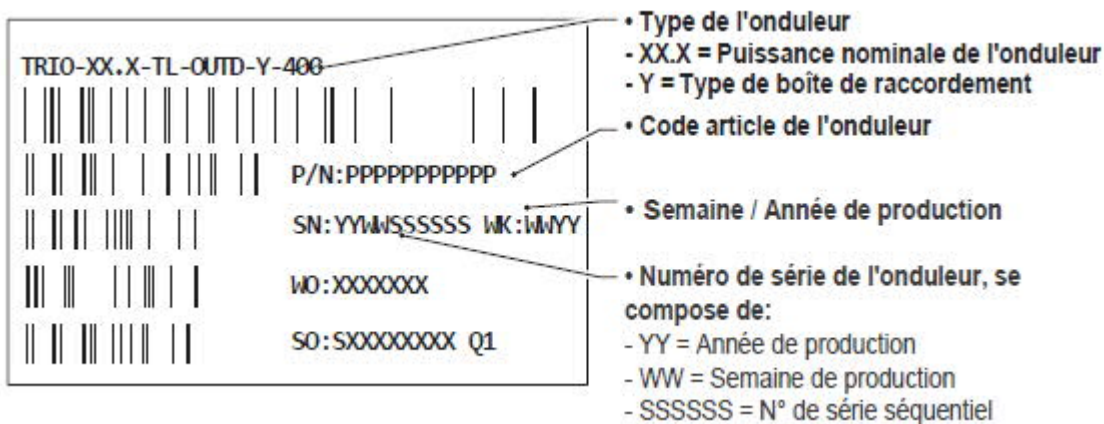 TRIO-XX.X-TL-OUTD-Y-400
P/N:PPPPPPPPPPP
SN:YYWWSSSSSS WK:WWYY
WO:XXXXXXX
SO:SXXXXXXXX Q1
• Type de l'onduleur
- XX.X = Puissance nominale de l'onduleur
- Y = Type de boîte de raccordement
• Code article de l'onduleur
• Semaine / Année de production
• Numéro de série de l'onduleur, se
compose de:
- YY = Année de production
- WW = Semaine de production
- SSSSSS = N° de série séquentiel